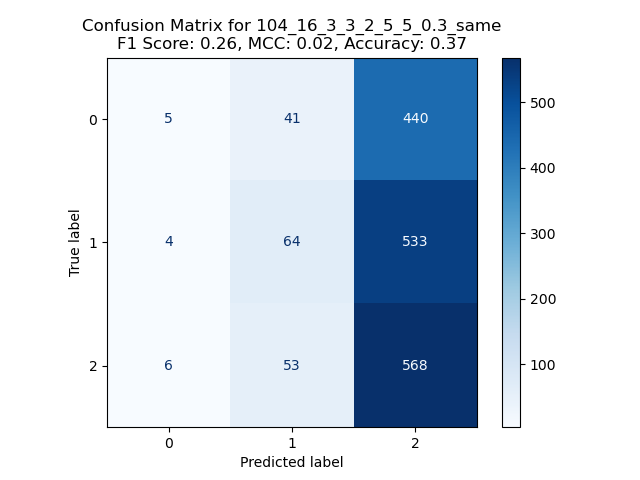 Confusion Matrix for 104_16_3_3_2_5_5_0.3_same
F1 Score: 0.26, MCC: 0.02, Accuracy: 0.37
0 5 41 440
1 4 64 533
2 6 53 568
0 1 2
True label
Predicted label
500
400
300
200
100